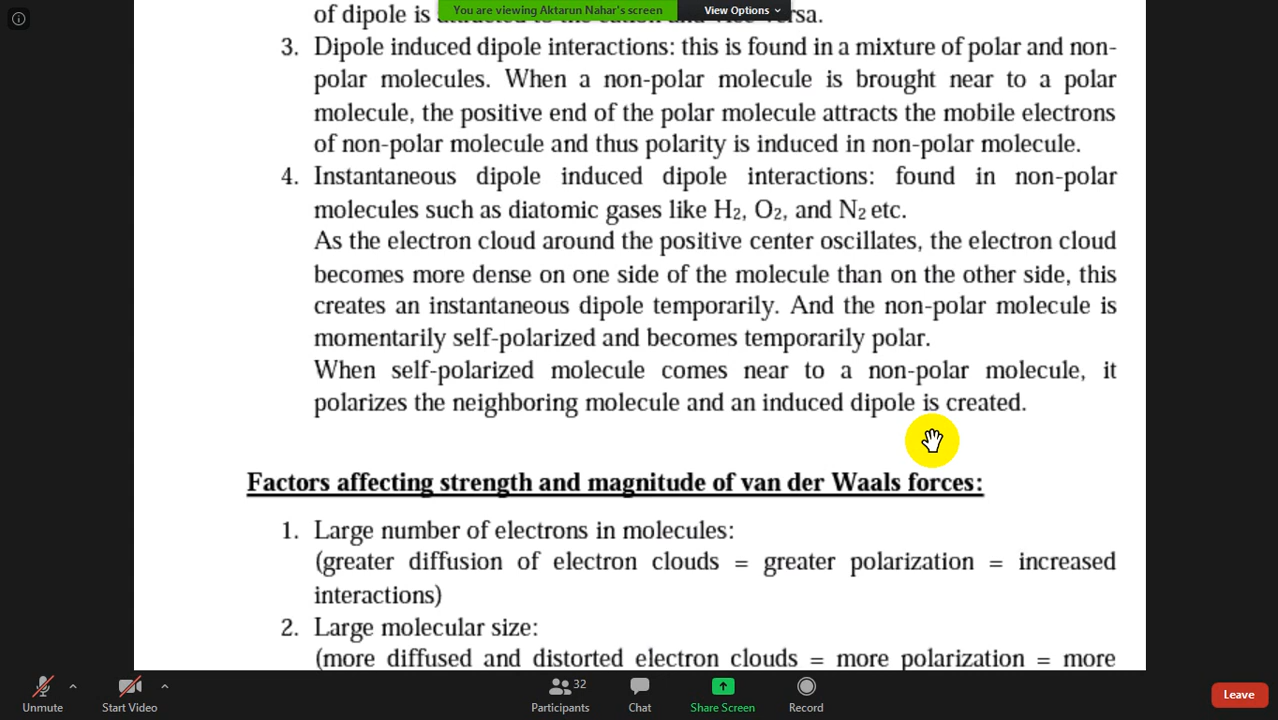 of dipole is
You are viewing Aktarun Nahar's screen
View Options
3. Dipole induced dipole interactions: this is found in a mixture of polar and non-
polar molecules. When a non-polar molecule is brought near to a polar
molecule, the positive end of the polar molecule attracts the mobile electrons
of non-polar molecule and thus polarity is induced in non-polar molecule.
4. Instantaneous dipole induced dipole interactions: found in non-polar
molecules such as diatomic gases like H₂, O₂, and N₂ etc.
As the electron cloud around the positive center oscillates, the electron cloud
becomes more dense on one side of the molecule than on the other side, this
creates an instantaneous dipole temporarily. And the non-polar molecule is
momentarily self-polarized and becomes temporarily polar.
When self-polarized molecule comes near to a non-polar molecule, it
polarizes the neighboring molecule and an induced dipole is created.
Factors affecting strength and magnitude of van der Waals forces:
1. Large number of electrons in molecules:
(greater diffusion of electron clouds = greater polarization = increased
interactions)
2. Large molecular size:
(more diffused and distorted electron clouds = more polarization = more
Unmute
Start Video
32
Participants
Chat
Share Screen
Record
Leave